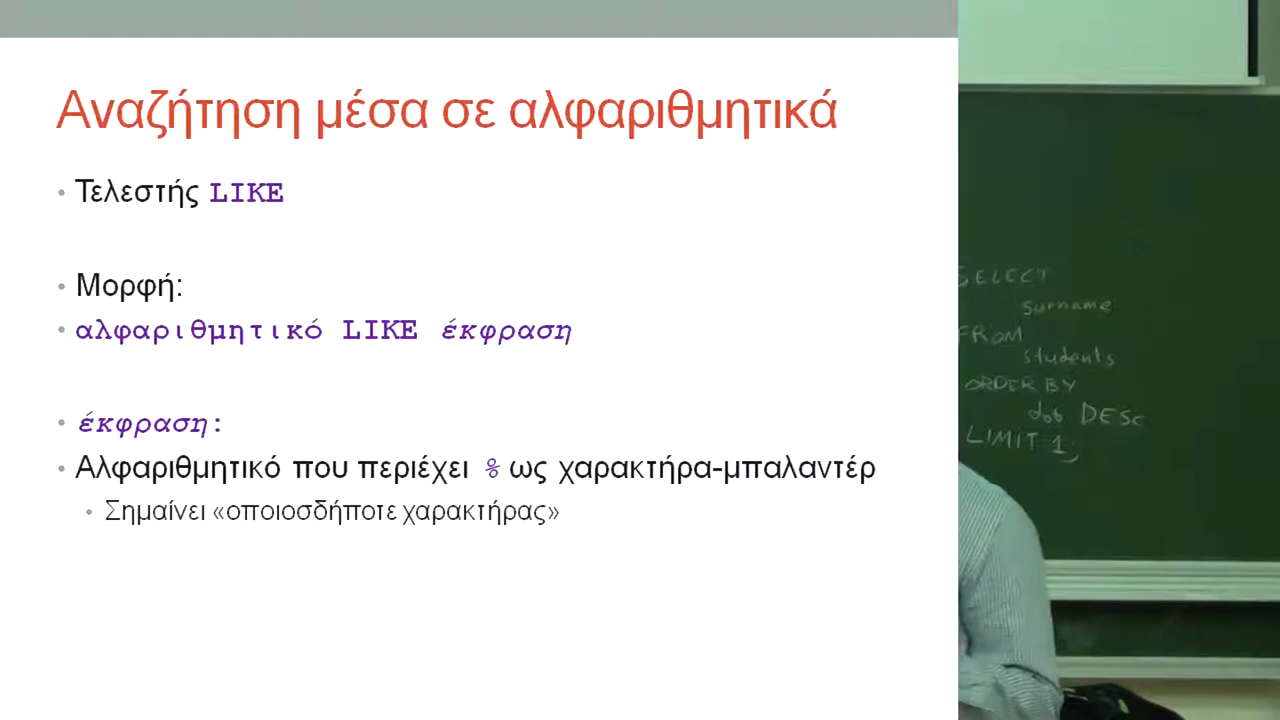 Αναζήτηση μέσα σε αλφαριθμητικά
• Τελεστής LIKE
• Μορφή:
• αλφαριθμητικό LIKE έκφραση
• έκφραση:
• Αλφαριθμητικό που περιέχει % ως χαρακτήρα-μπαλαντέρ
• Σημαίνει «οποιοσδήποτε χαρακτήρας»
SELECT
surname
FROM
students
ORDER BY
dob DESC
LIMIT 1;